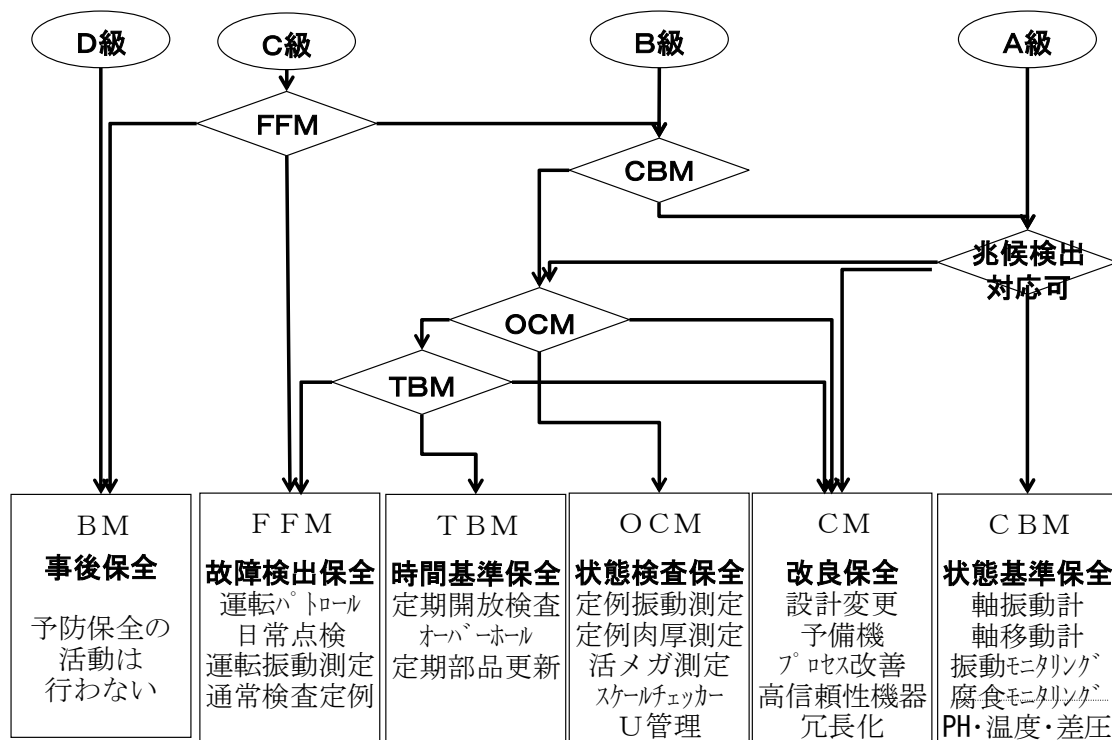 D級
C級
B級
A級
FFM
CBM
兆候検出
対応可
OCM
TBM
BM
事後保全
予防保全の
活動は
行わない
FFM
故障検出保全
運転ﾊﾟﾄﾛｰﾙ
日常点検
運転振動測定
通常検査定例
TBM
時間基準保全
定期開放検査
ｵｰﾊﾞｰﾎｰﾙ
定期部品更新
OCM
状態検査保全
定例振動測定
定例肉厚測定
活メガ測定
ｽｹｰﾙﾁｪｯｶｰ
U管理
CM
改良保全
設計変更
予備機
ﾌﾟﾛｾｽ改善
高信頼性機器
冗長化
CBM
状態基準保全
軸振動計
軸移動計
振動ﾓﾆﾀﾘﾝｸﾞ
腐食ﾓﾆﾀﾘﾝｸﾞ
PH・温度・差圧